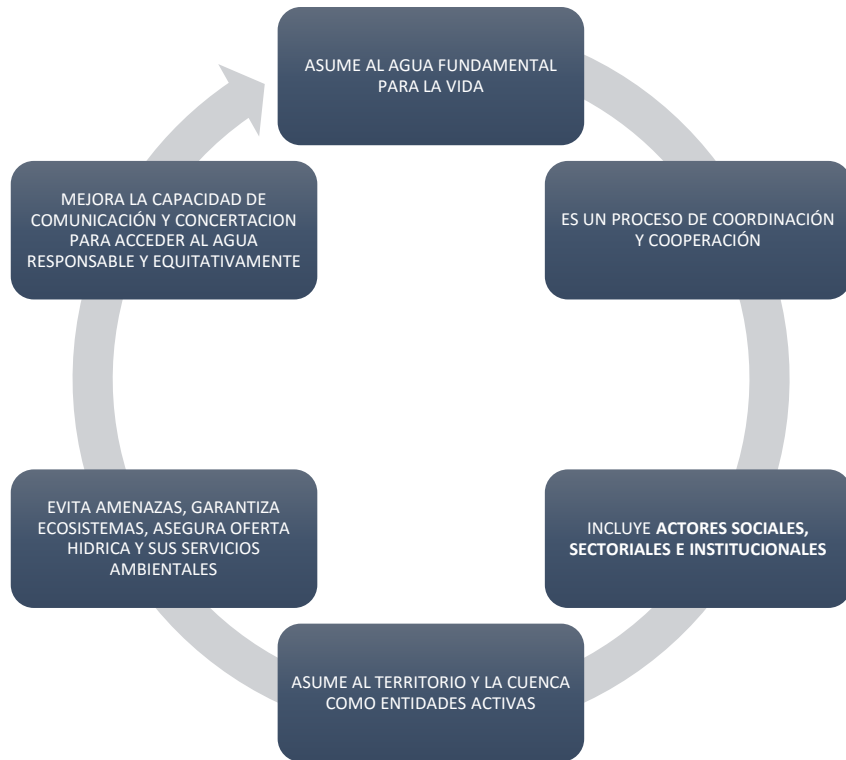 ASUME AL AGUA FUNDAMENTAL
PARA LA VIDA
ES UN PROCESO DE COORDINACIÓN
Y COOPERACIÓN
INCLUYE ACTORES SOCIALES,
SECTORIALES E INSTITUCIONALES
ASUME AL TERRITORIO Y LA CUENCA
COMO ENTIDADES ACTIVAS
EVITA AMENAZAS, GARANTIZA
ECOSISTEMAS, ASEGURA OFERTA
HIDRICA Y SUS SERVICIOS
AMBIENTALES
MEJORA LA CAPACIDAD DE
COMUNICACIÓN Y CONCERTACION
PARA ACCEDER AL AGUA
RESPONSABLE Y EQUITATIVAMENTE